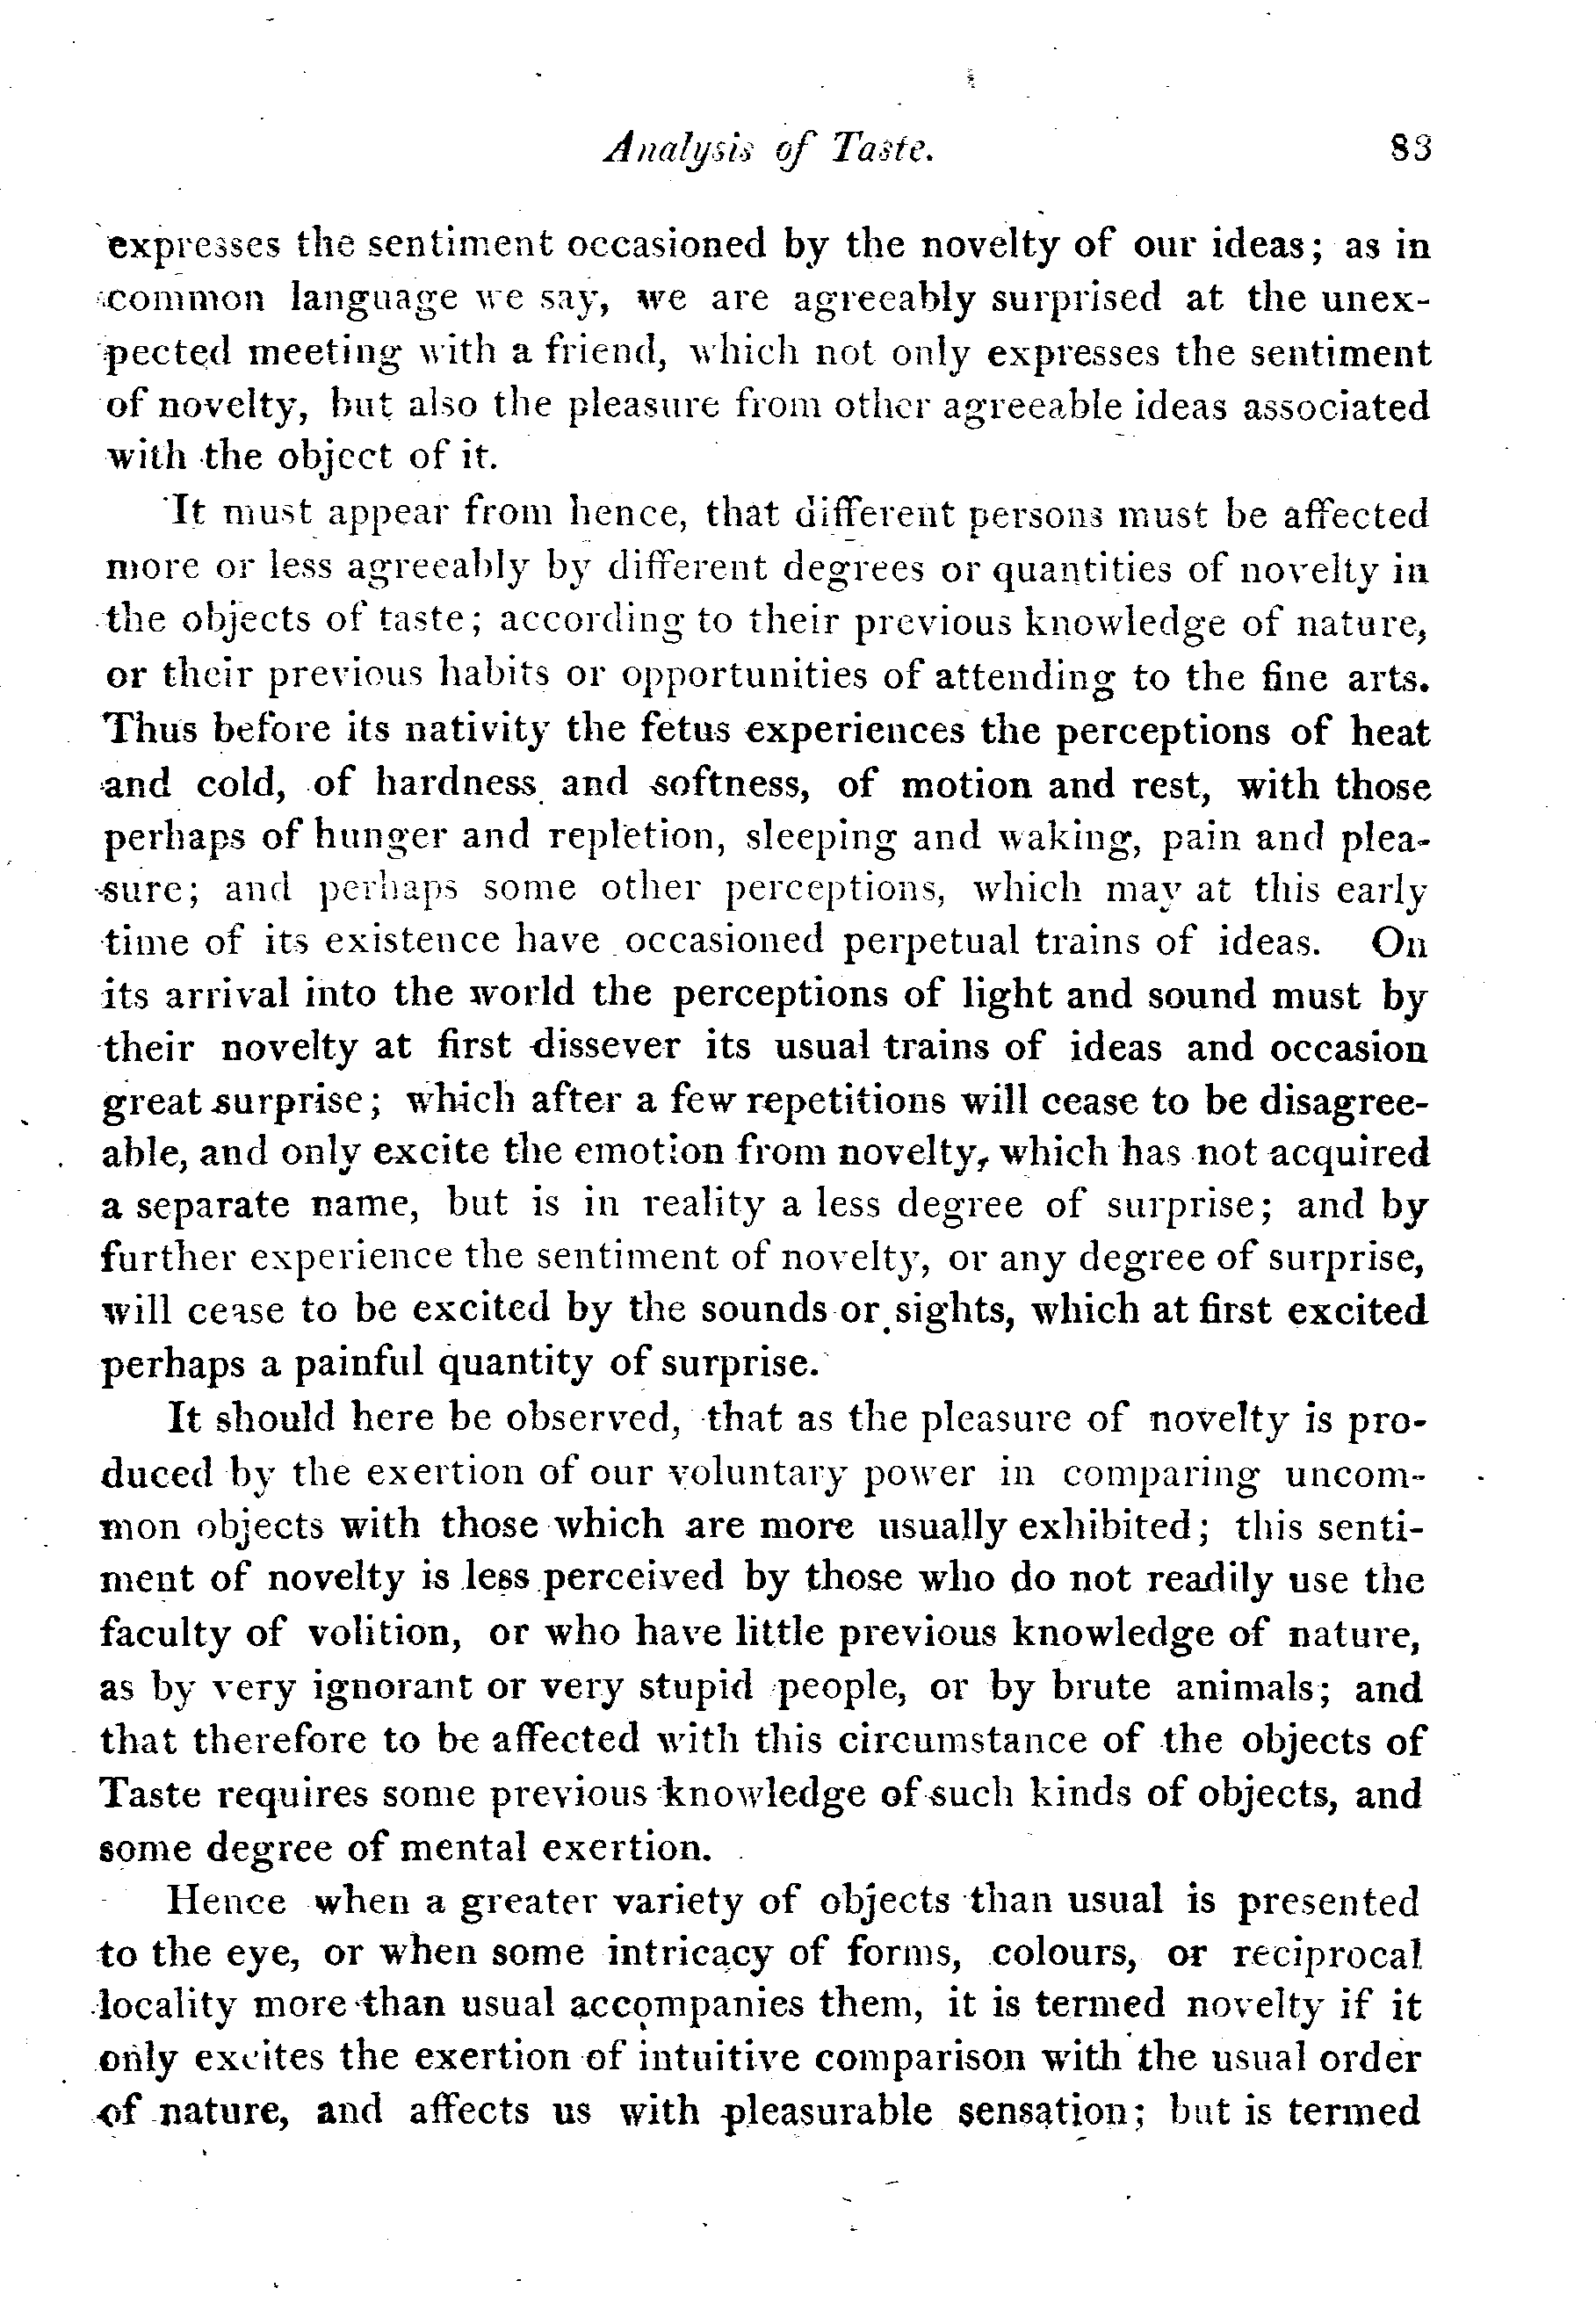 Analysis of Taste. 83
expresses the sentiment occasioned by the novelty of our ideas; as in
common language we say, we are agreeably surprised at the unex-
pected meeting with a friend, which not only expresses the sentiment
of novelty, but also the pleasure from other agreeable ideas associated
with the object of it.
It must appear from hence, that different persons must be affected
more or less agreeably by different degrees or quantities of novelty in
the objects of taste; according to their previous knowledge of nature,
or their previous habits or opportunities of attending to the fine arts.
Thus before its nativity the fetus experiences the perceptions of heat
and cold, of hardness and softness, of motion and rest, with those
perhaps of hunger and repletion, sleeping and waking, pain and plea-
sure; and perhaps some other perceptions, which may at this early
time of its existence have occasioned perpetual trains of ideas. On
its arrival into the world the perceptions of light and sound must by
their novelty at first dissever its usual trains of ideas and occasion
great surprise; which after a few repetitions will cease to be disagree-
able, and only excite the emotion from novelty, which has not acquired
a separate name, but is in reality a less degree of surprise; and by
further experience the sentiment of novelty, or any degree of surprise,
will cease to be excited by the sounds or sights, which at first excited
perhaps a painful quantity of surprise.
It should here be observed, that as the pleasure of novelty is pro-
duced by the exertion of our voluntary power in comparing uncom-
mon objects with those which are more usually exhibited; this senti-
ment of novelty is less perceived by those who do not readily use the
faculty of volition, or who have little previous knowledge of nature,
as by very ignorant or very stupid people, or by brute animals; and
that therefore to be affected with this circumstance of the objects of
Taste requires some previous knowledge of such kinds of objects, and
some degree of mental exertion.
Hence when a greater variety of objects than usual is presented
to the eye, or when some intricacy of forms, colours, or reciprocal
locality more than usual accompanies them, it is termed novelty if it
only excites the exertion of intuitive comparison with the usual order
of nature, and affects us with pleasurable sensation; but is termed